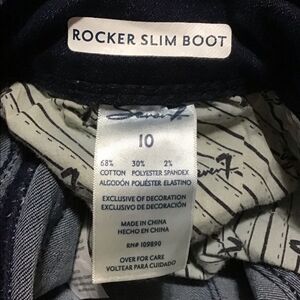 ROCKER SLIM BOOT
Seven7
10
68% 30% 2%
COTTON POLYESTER SPANDEX
ALGODÓN POLIÉSTER ELASTINO
EXCLUSIVE OF DECORATION
EXCLUSIVO DE DECORACIÓN
MADE IN CHINA
HECHO EN CHINA
RN# 109890
OVER FOR CARE
VOLTEAR PARA CUIDADO